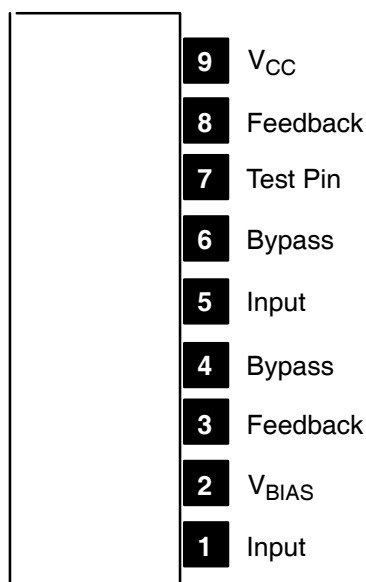 9 VCC
8 Feedback
7 Test Pin
6 Bypass
5 Input
4 Bypass
3 Feedback
2 VBIAS
1 Input